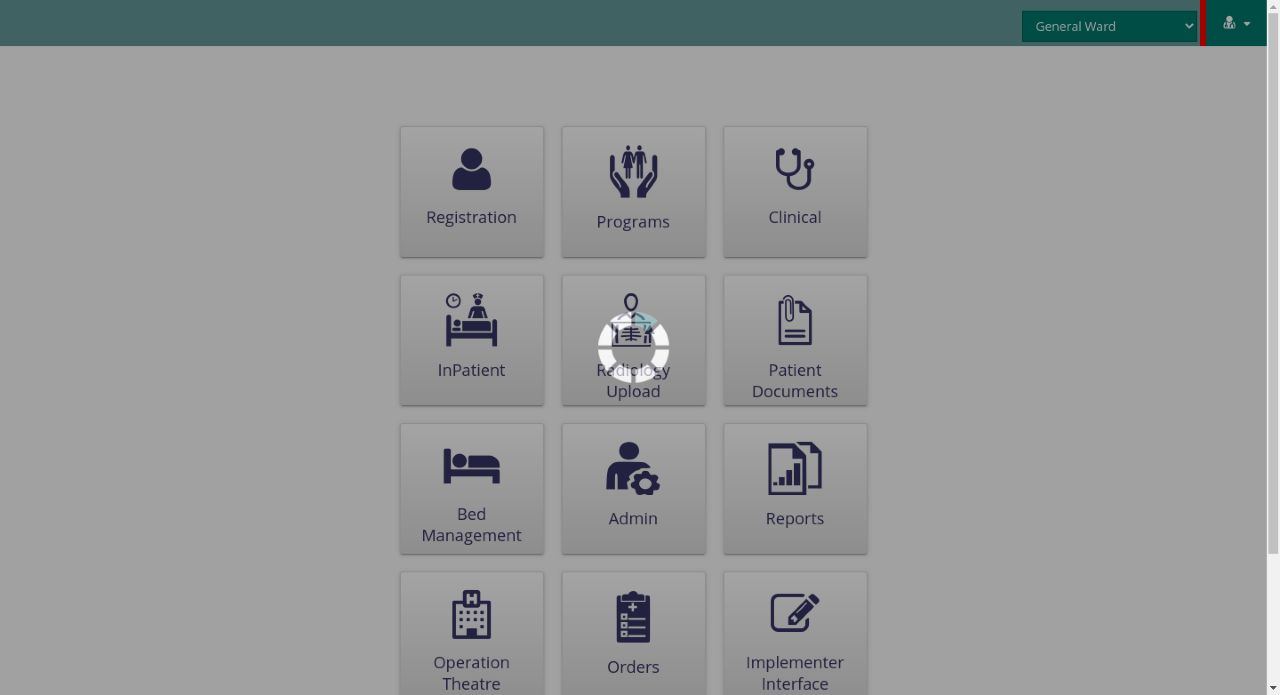 General Ward
Registration
Programs
Clinical
InPatient
Radiology
Upload
Patient
Documents
Bed
Management
Admin
Reports
Operation
Theatre
Orders
Implementer
Interface